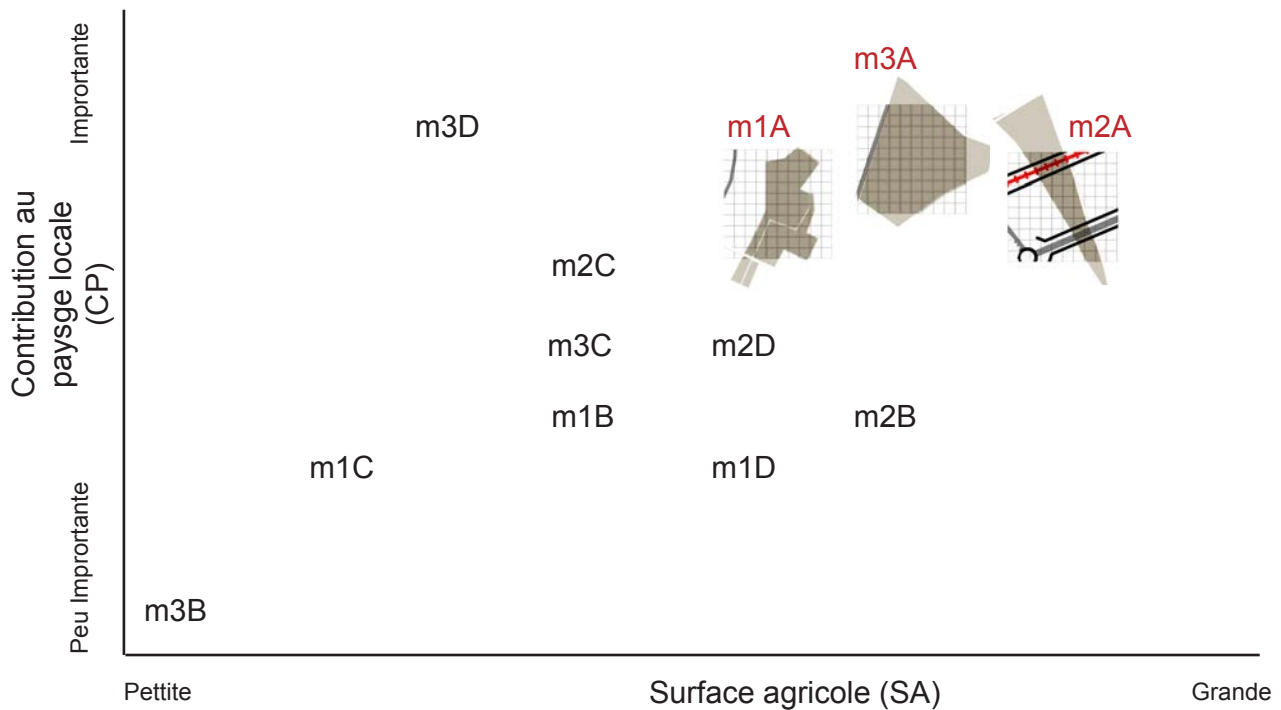 Contribution au
paysge locale
(CP)
Imprortante
Peu Imprortante
m3A
m3D
m1A
m2A
m2C
m3C
m2D
m1B
m2B
m1C
m1D
m3B
Pettite
Surface agricole (SA)
Grande